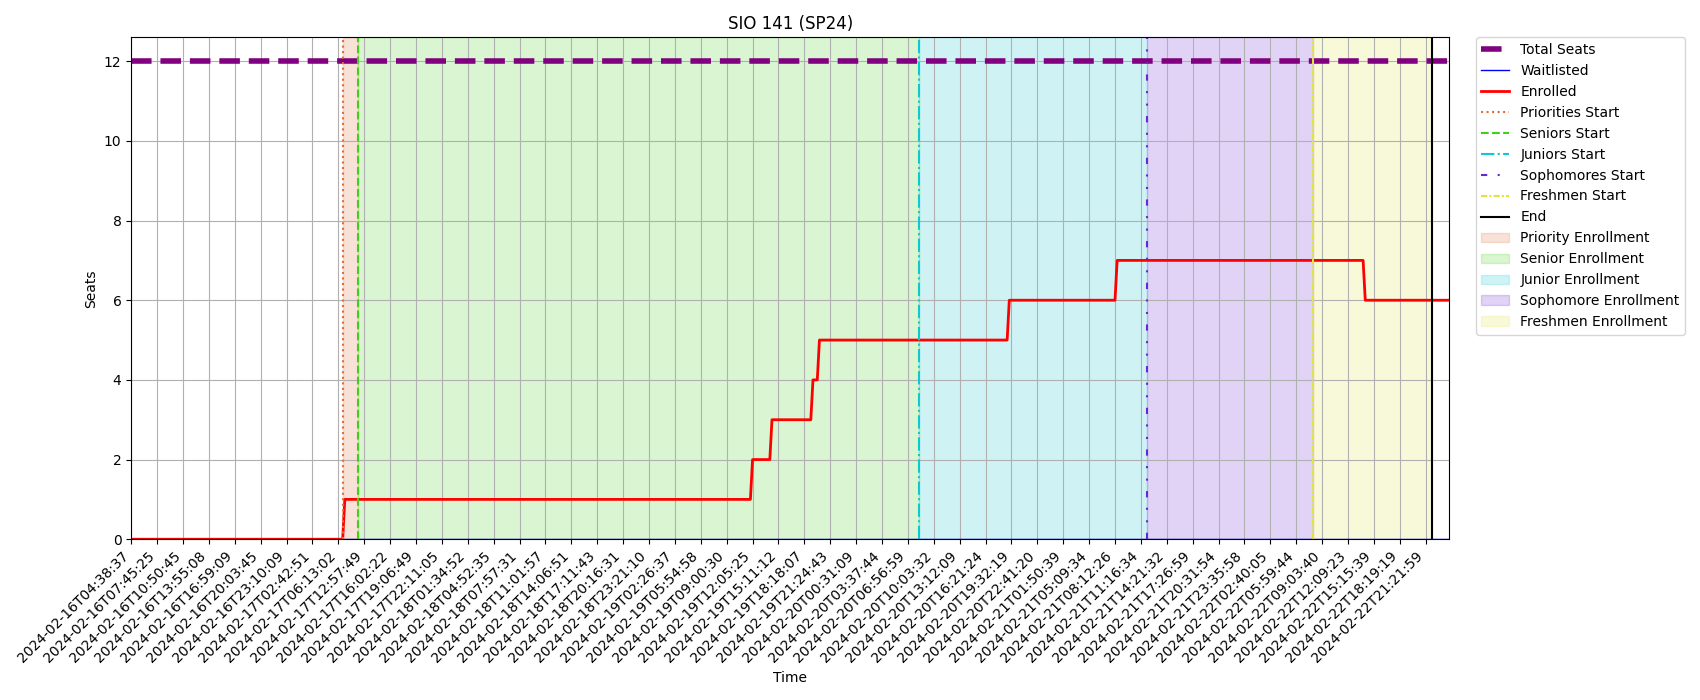 SIO 141 (SP24)
Seats
12
10
8
6
4
2
0
2024-02-16T04:38:37
2024-02-16T07:45:25
2024-02-16T10:50:45
2024-02-16T13:55:08
2024-02-16T16:59:09
2024-02-16T20:03:45
2024-02-16T23:10:09
2024-02-17T02:42:51
2024-02-17T06:13:02
2024-02-17T12:57:49
2024-02-17T16:02:22
2024-02-17T19:06:49
2024-02-17T22:11:05
2024-02-18T01:34:52
2024-02-18T04:52:35
2024-02-18T07:57:31
2024-02-18T11:01:57
2024-02-18T14:06:51
2024-02-18T17:11:43
2024-02-18T20:16:31
2024-02-18T23:21:10
2024-02-19T02:26:37
2024-02-19T05:54:58
2024-02-19T09:00:30
2024-02-19T12:05:25
2024-02-19T15:11:12
2024-02-19T18:18:07
2024-02-19T21:24:43
2024-02-20T00:31:09
2024-02-20T03:37:44
2024-02-20T06:56:59
2024-02-20T10:03:32
2024-02-20T13:12:09
2024-02-20T16:21:24
2024-02-20T19:32:19
2024-02-20T22:41:20
2024-02-21T01:50:39
2024-02-21T05:09:34
2024-02-21T08:12:26
2024-02-21T11:16:34
2024-02-21T14:21:32
2024-02-21T17:26:59
2024-02-21T20:31:54
2024-02-21T23:35:58
2024-02-22T02:40:05
2024-02-22T05:59:44
2024-02-22T09:03:40
2024-02-22T12:09:23
2024-02-22T15:15:39
2024-02-22T18:19:19
2024-02-22T21:21:59
Time
Total Seats
Waitlisted
Enrolled
Priorities Start
Seniors Start
Juniors Start
Sophomores Start
Freshmen Start
End
Priority Enrollment
Senior Enrollment
Junior Enrollment
Sophomore Enrollment
Freshmen Enrollment